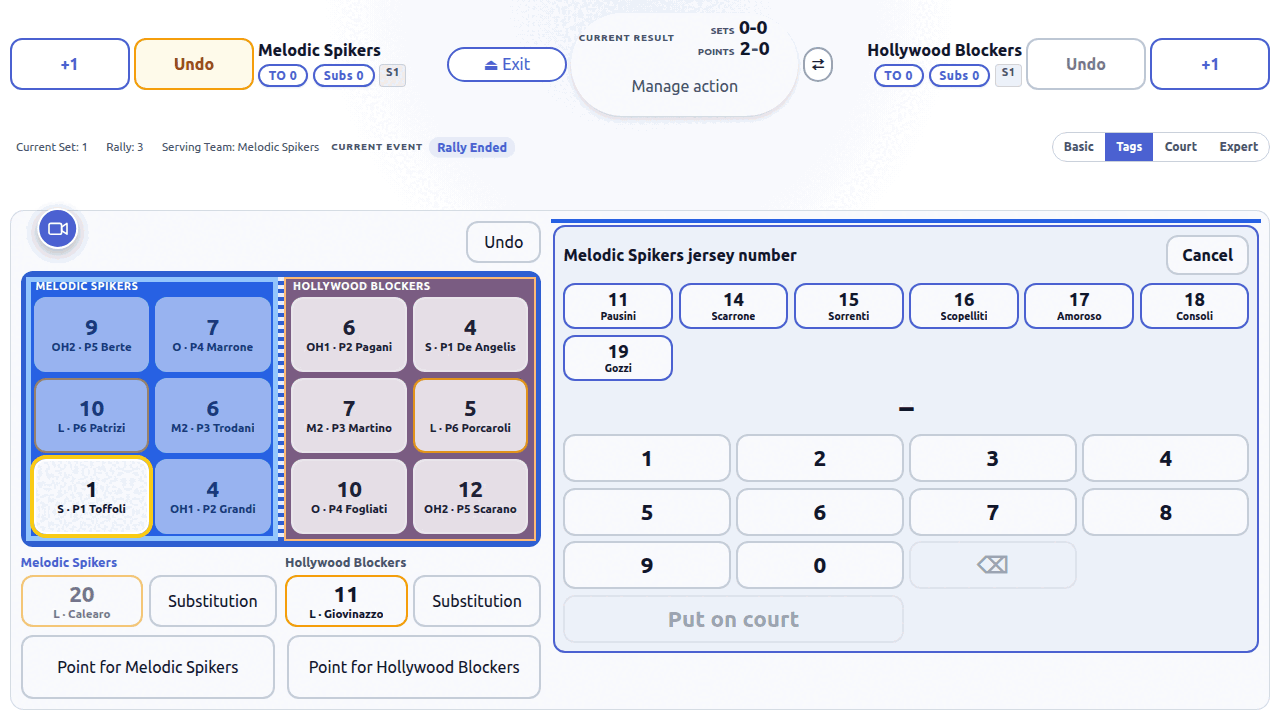 +1
Undo
Melodic Spikers
TO 0
Subs 0
S1
⏏ Exit
CURRENT RESULT
SETS 0-0
POINTS 2-0
Manage action
⇄
Hollywood Blockers
TO 0
Subs 0
S1
Undo
+1
Current Set: 1
Rally: 3
Serving Team: Melodic Spikers
CURRENT EVENT
Rally Ended
Basic
Tags
Court
Expert
Undo
MELODIC SPIKERS
HOLLYWOOD BLOCKERS
9
OH2 · P5 Berte
7
O · P4 Marrone
6
OH1 · P2 Pagani
4
S · P1 De Angelis
10
L · P6 Patrizi
6
M2 · P3 Trodani
7
M2 · P3 Martino
5
L · P6 Porcaroli
1
S · P1 Toffoli
4
OH1 · P2 Grandi
10
O · P4 Fogliati
12
OH2 · P5 Scarano
Melodic Spikers
Hollywood Blockers
20
L · Calearo
Substitution
11
L · Giovinazzo
Substitution
Point for Melodic Spikers
Point for Hollywood Blockers
Melodic Spikers jersey number
Cancel
11
Pausini
14
Scarrone
15
Sorrenti
16
Scopelliti
17
Amoroso
18
Consoli
19
Gozzi
–
1
2
3
4
5
6
7
8
9
0
⌫
Put on court